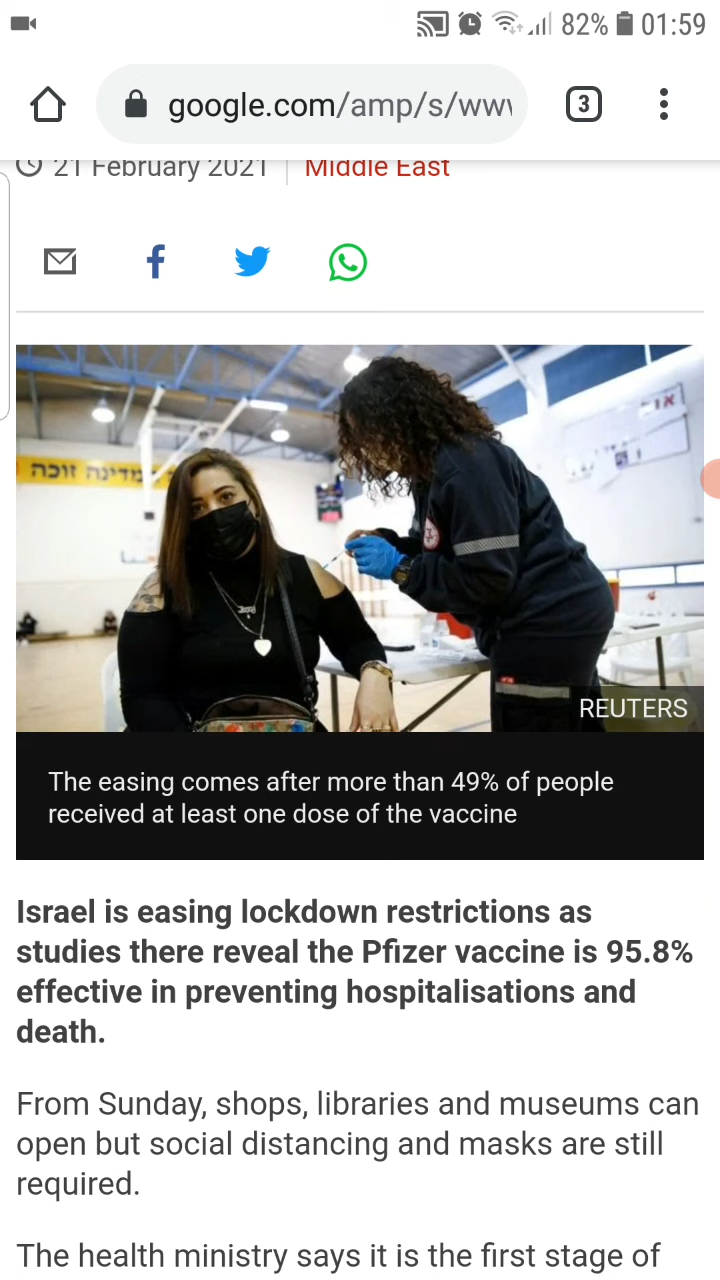 82% 01:59
google.com/amp/s/www
3
21 February 2021 Middle East
מדינה זוכה
REUTERS
The easing comes after more than 49% of people
received at least one dose of the vaccine
Israel is easing lockdown restrictions as
studies there reveal the Pfizer vaccine is 95.8%
effective in preventing hospitalisations and
death.
From Sunday, shops, libraries and museums can
open but social distancing and masks are still
required.
The health ministry says it is the first stage of